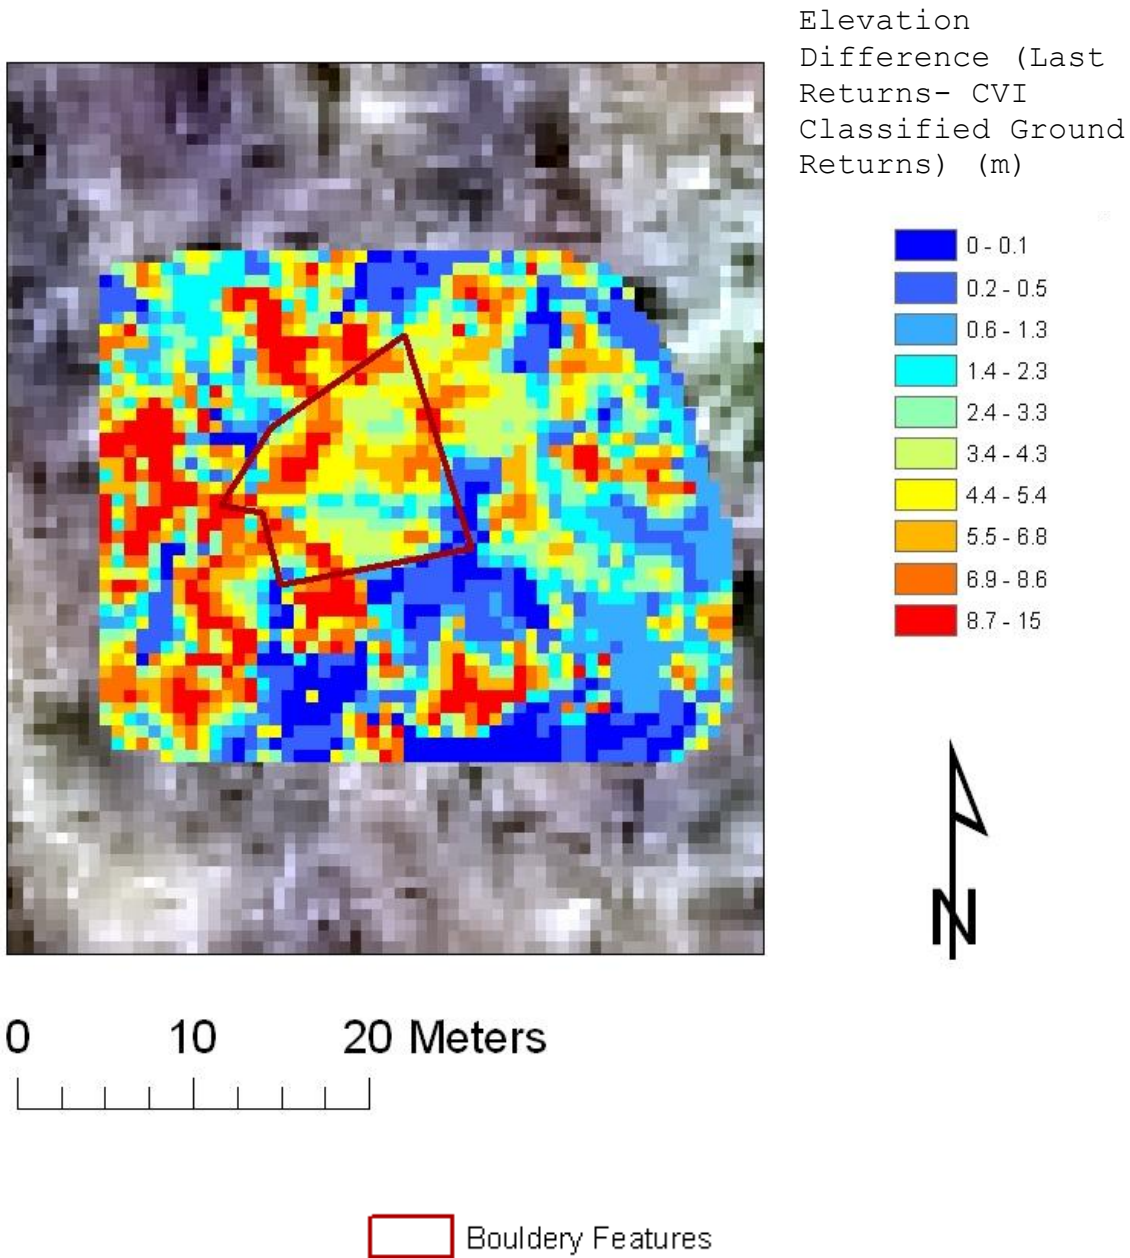 Elevation
Difference (Last
Returns- CVI
Classified Ground
Returns) (m)
0 - 0.1
0.2 - 0.5
0.6 - 1.3
1.4 - 2.3
2.4 - 3.3
3.4 - 4.3
4.4 - 5.4
5.5 - 6.8
6.9 - 8.6
8.7 - 15
N
0 10 20 Meters
Bouldery Features